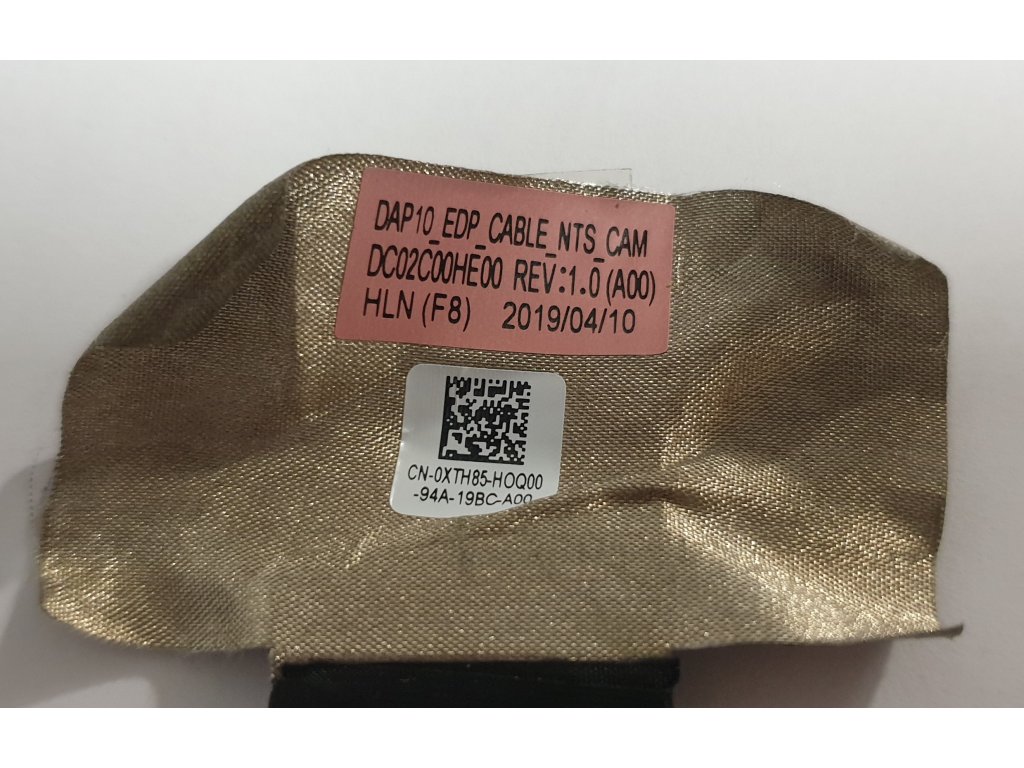 DAP10_EDP_CABLE_NTS_CAM
DC02C00HE00 REV:1.0 (A00)
HLN (F8) 2019/04/10
CN-0XTH85-HOQ00
-94A-19BC-A00